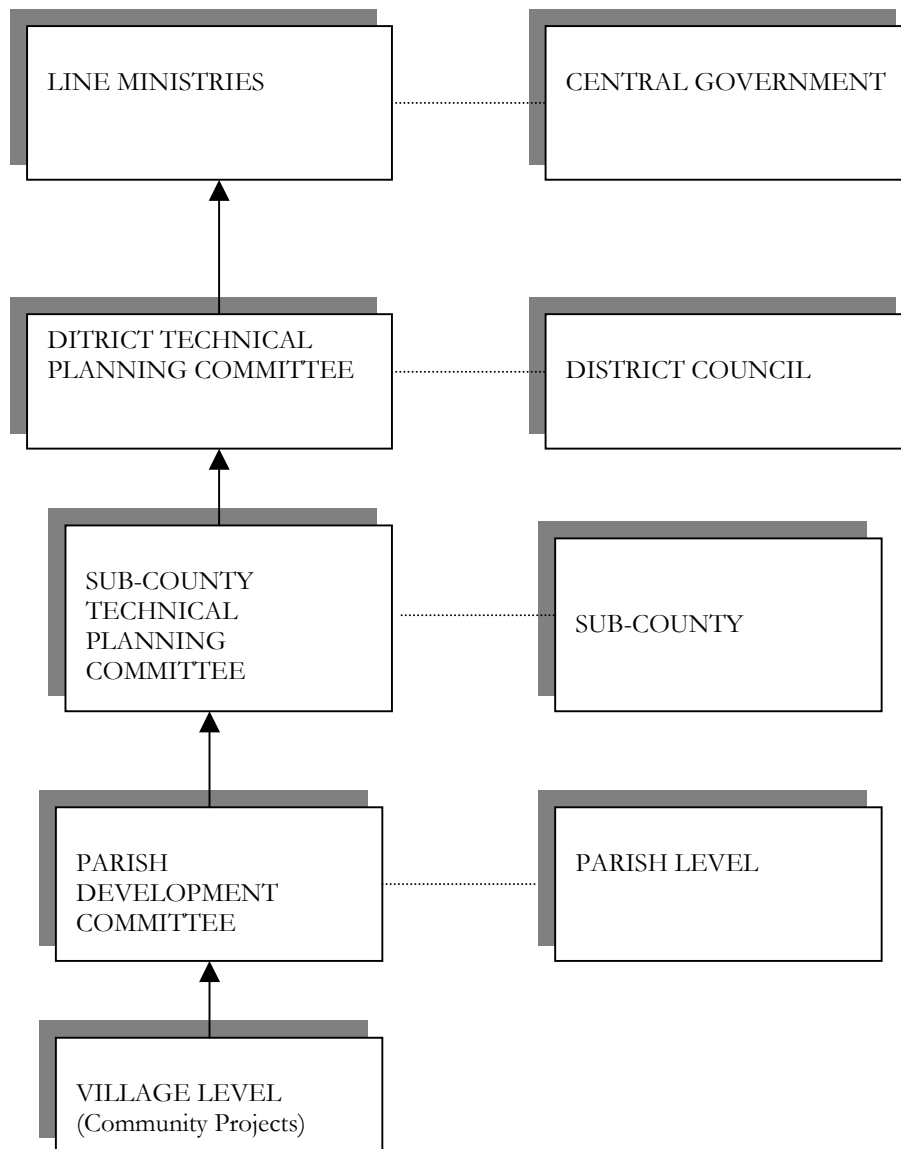 LINE MINISTRIES
CENTRAL GOVERNMENT
DITRICT TECHNICAL
PLANNING COMMITTEE
DISTRICT COUNCIL
SUB-COUNTY
TECHNICAL
PLANNING
COMMITTEE
SUB-COUNTY
PARISH
DEVELOPMENT
COMMITTEE
PARISH LEVEL
VILLAGE LEVEL
(Community Projects)